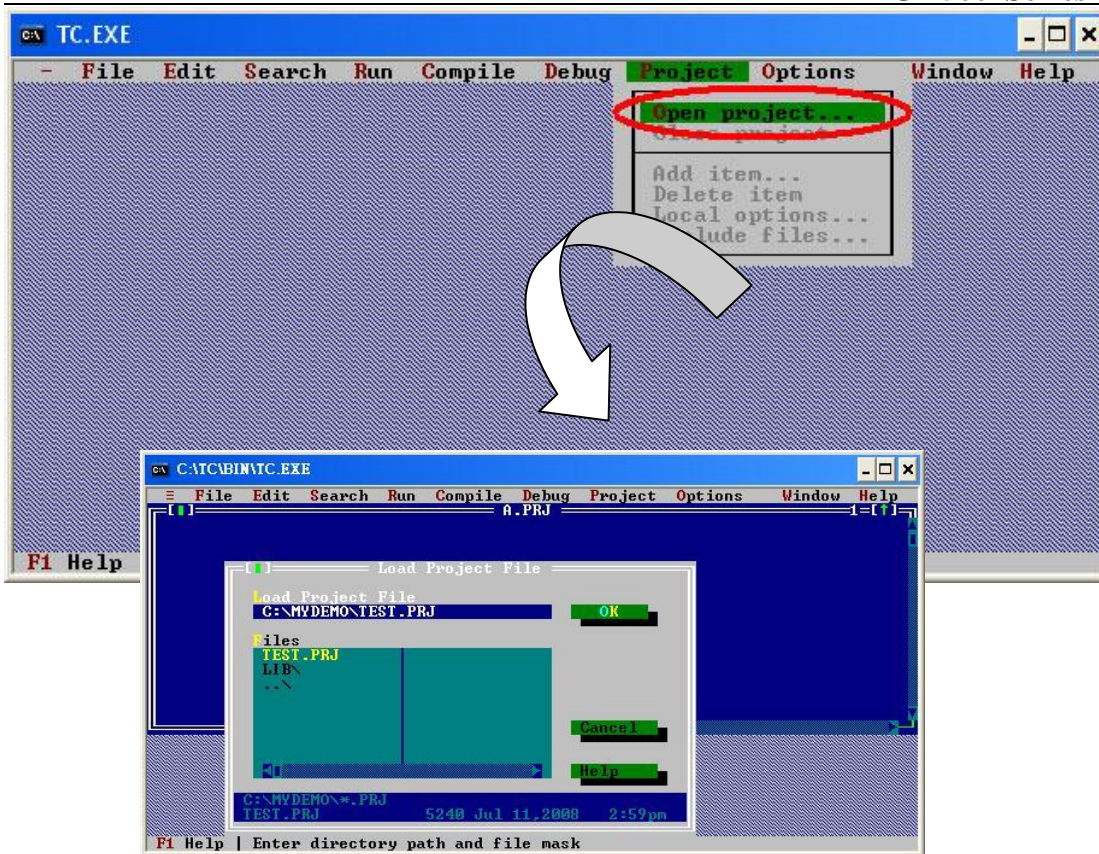 TC.EXE
- File Edit Search Run Compile Debug Project Options Window Help
Open project...
Close project
Add item...
Delete item
Local options...
files...
F1 Help
C:\TC\BIN\TC.EXE
≡ File Edit Search Run Compile Debug Project Options Window Help
A.PRJ 1=[↑]
Load Project File
Load Project File
C:\MYDEMO\TEST.PRJ OK
Files
TEST.PRJ
LIB\
..\
Cancel
Help
C:\MYDEMO\*.PRJ
TEST.PRJ 5240 Jul 11,2008 2:59pm
F1 Help | Enter directory path and file mask